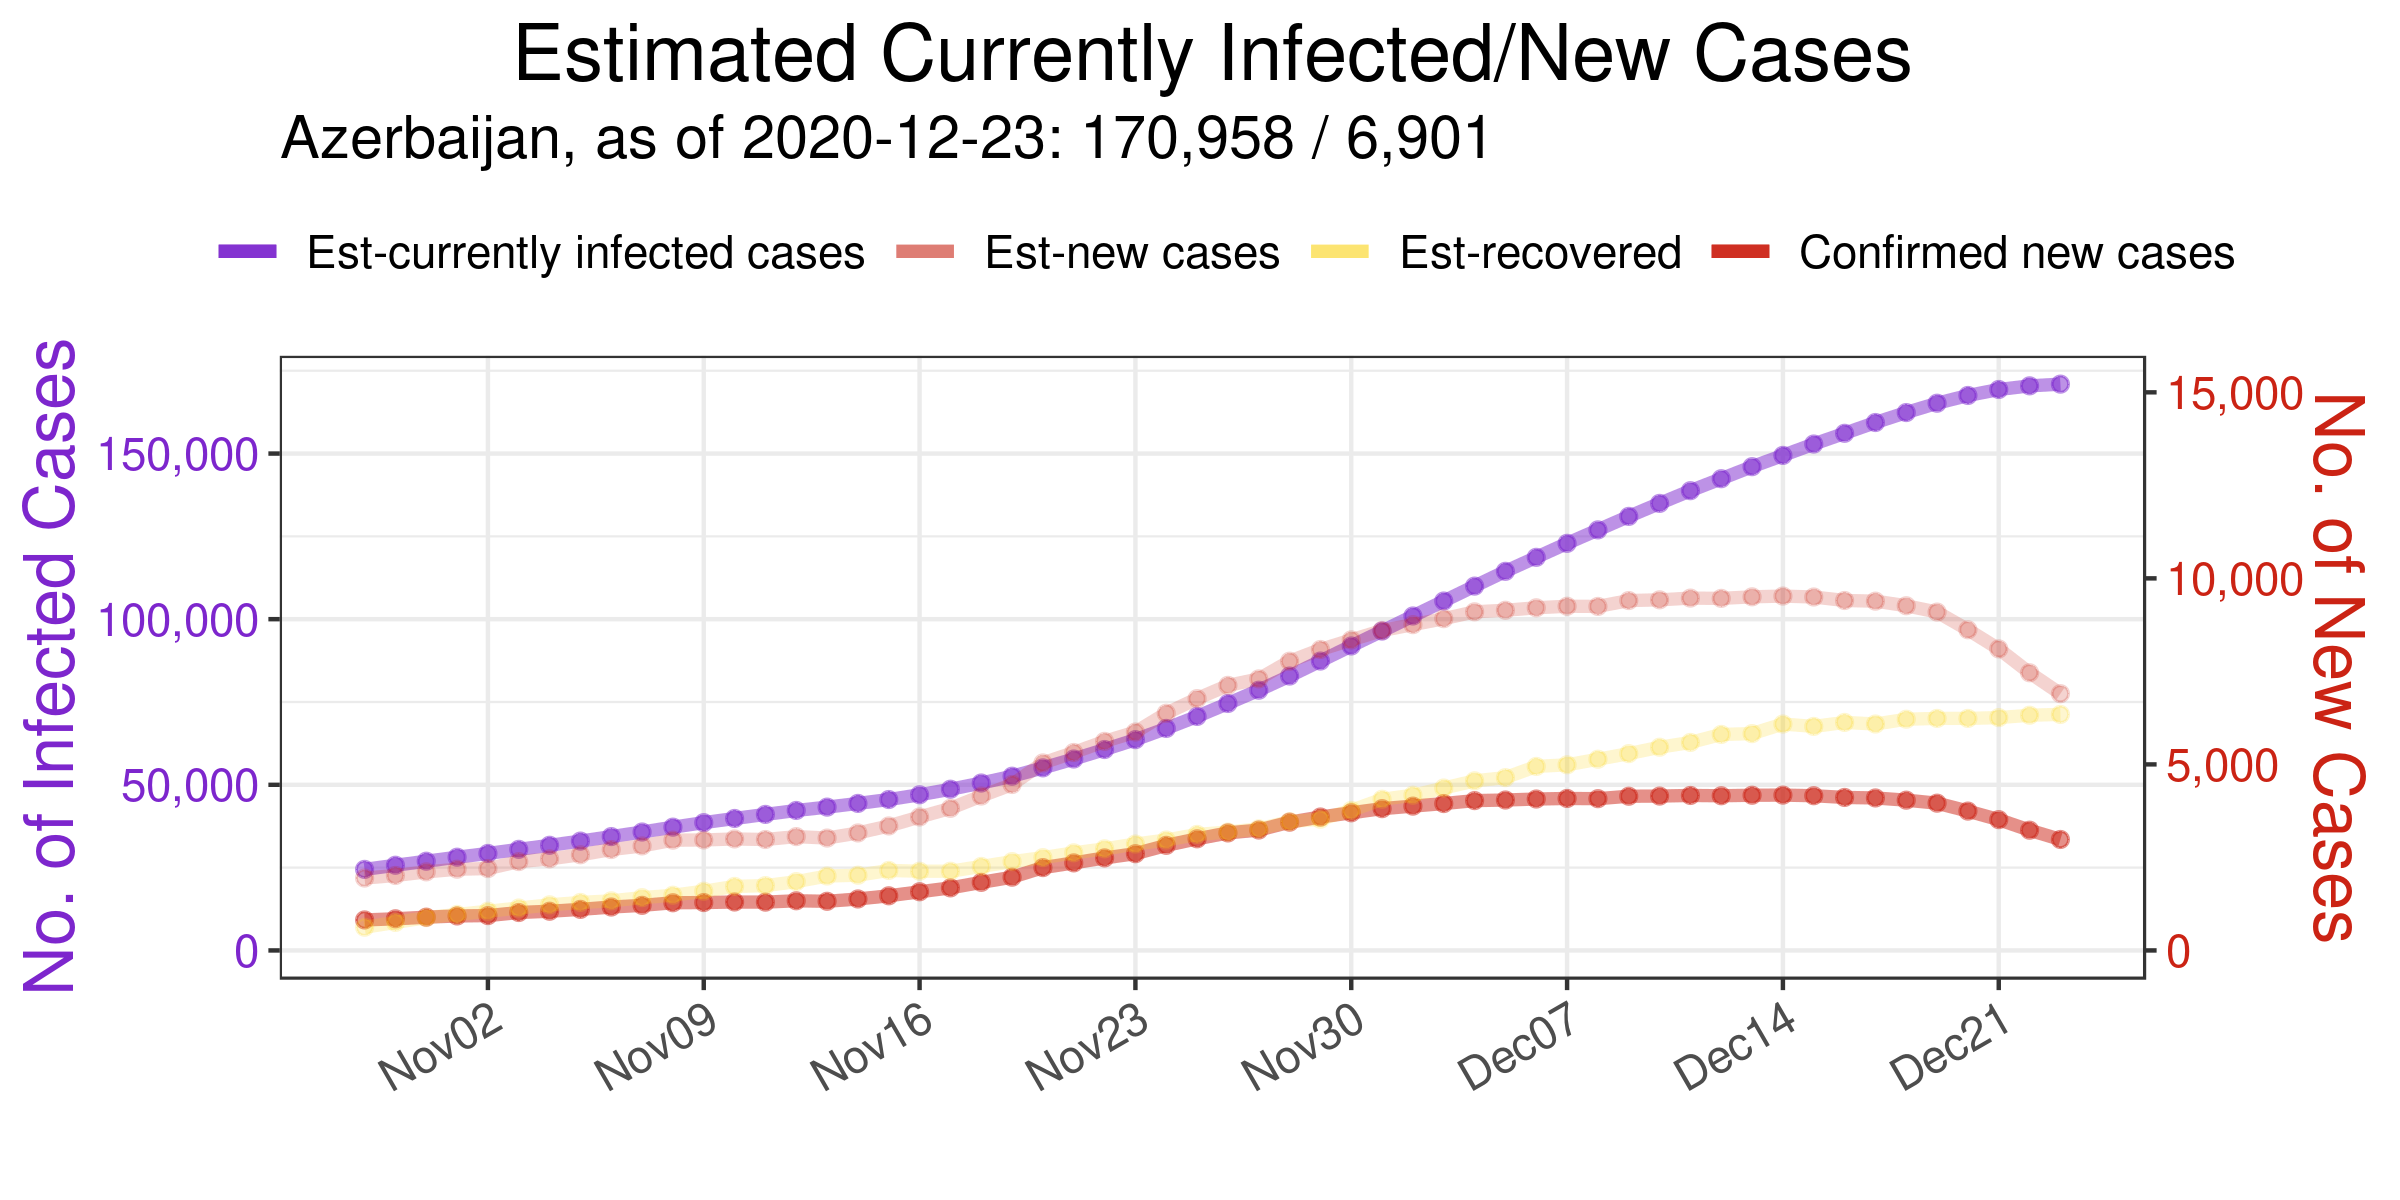 Estimated Currently Infected/New Cases
Azerbaijan, as of 2020-12-23: 170,958 / 6,901
Est-currently infected cases Est-new cases Est-recovered Confirmed new cases
No. of Infected Cases
150,000
100,000
50,000
0
15,000
10,000
5,000
0
No. of New Cases
Nov02 Nov09 Nov16 Nov23 Nov30 Dec07 Dec14 Dec21